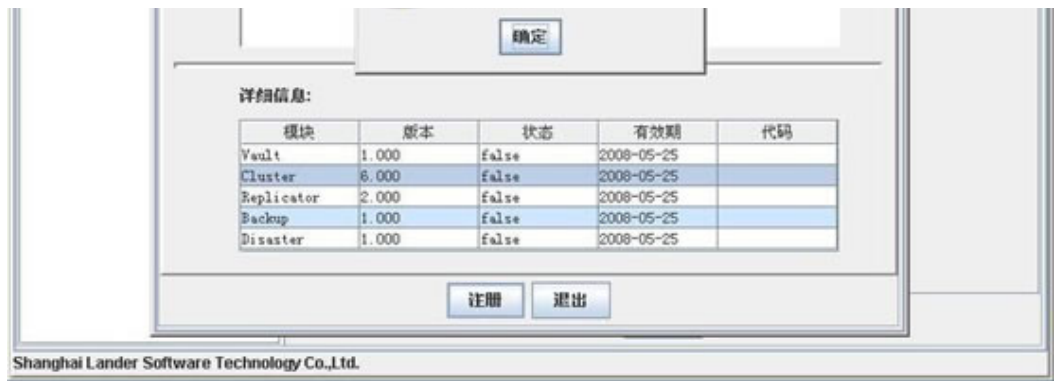 确定
详细信息:
模块 版本 状态 有效期 代码
Vault 1.000 false 2008-05-25
Cluster 6.000 false 2008-05-25
Replicator 2.000 false 2008-05-25
Backup 1.000 false 2008-05-25
Disaster 1.000 false 2008-05-25
注册 退出
Shanghai Lander Software Technology Co.,Ltd.